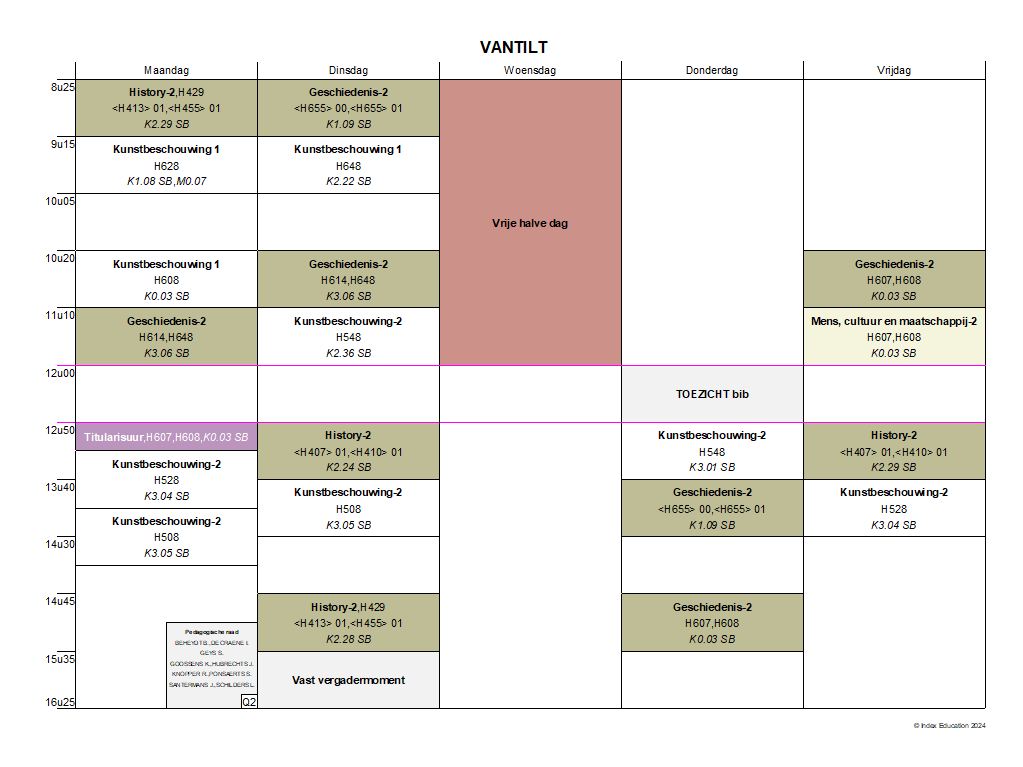 VANTILT
Maandag Dinsdag Woensdag Donderdag Vrijdag
8u25
9u15
10u05
10u20
11u10
12u00
12u50
13u40
14u30
14u45
15u35
16u25
History-2,H429
<H413> 01,<H455> 01
K2.29 SB
Kunstbeschouwing 1
H628
K1.08 SB,M0.07
Kunstbeschouwing 1
H608
K0.03 SB
Geschiedenis-2
H614,H648
K3.06 SB
Titularisuur,H607,H608,K0.03 SB
Kunstbeschouwing-2
H528
K3.04 SB
Kunstbeschouwing-2
H508
K3.05 SB
Pedagogische raad
BEHEYDT B.,DE CRAENE I.
GEYS S.
GOOSSENS K.,HUBRECHTS J.
KNOPPER R.,PONSAERTS S.
SANTERMANS J.,SCHILDERS L.
Q2
Geschiedenis-2
<H655> 00,<H655> 01
K1.09 SB
Kunstbeschouwing 1
H648
K2.22 SB
Geschiedenis-2
H614,H648
K3.06 SB
Kunstbeschouwing-2
H548
K2.36 SB
History-2
<H407> 01,<H410> 01
K2.24 SB
Kunstbeschouwing-2
H508
K3.05 SB
History-2,H429
<H413> 01,<H455> 01
K2.28 SB
Vast vergadermoment
Vrije halve dag
TOEZICHT bib
Kunstbeschouwing-2
H548
K3.01 SB
Geschiedenis-2
<H655> 00,<H655> 01
K1.09 SB
Geschiedenis-2
H607,H608
K0.03 SB
Geschiedenis-2
H607,H608
K0.03 SB
Mens, cultuur en maatschappij-2
H607,H608
K0.03 SB
History-2
<H407> 01,<H410> 01
K2.29 SB
Kunstbeschouwing-2
H528
K3.04 SB
© Index Education 2024